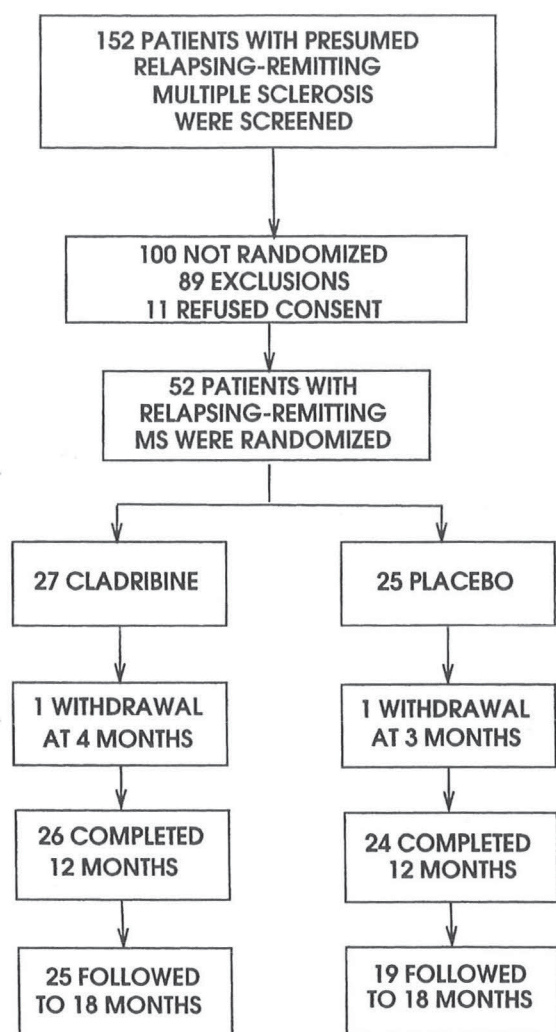 152 PATIENTS WITH PRESUMED
RELAPSING-REMITTING
MULTIPLE SCLEROSIS
WERE SCREENED
100 NOT RANDOMIZED
89 EXCLUSIONS
11 REFUSED CONSENT
52 PATIENTS WITH
RELAPSING-REMITTING
MS WERE RANDOMIZED
27 CLADRIBINE
25 PLACEBO
1 WITHDRAWAL
AT 4 MONTHS
1 WITHDRAWAL
AT 3 MONTHS
26 COMPLETED
12 MONTHS
24 COMPLETED
12 MONTHS
25 FOLLOWED
TO 18 MONTHS
19 FOLLOWED
TO 18 MONTHS